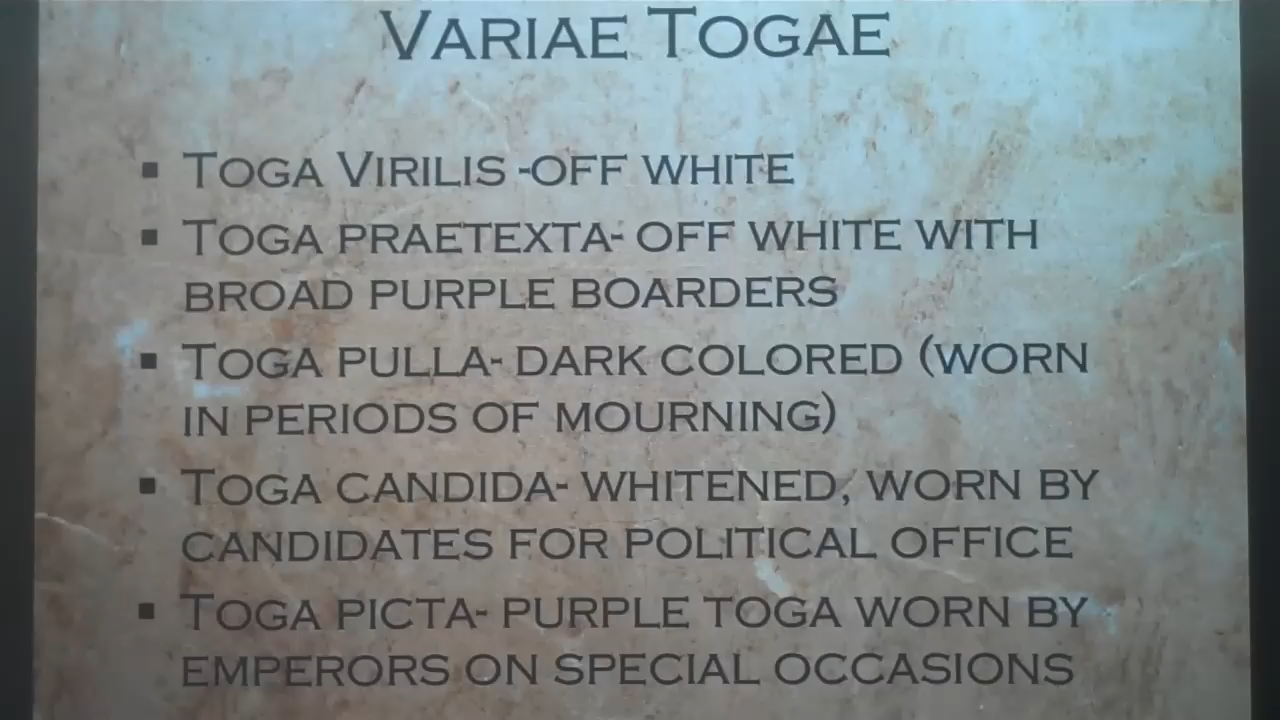 VARIAE TOGAE
▪ TOGA VIRILIS -OFF WHITE
▪ TOGA PRAETEXTA- OFF WHITE WITH
BROAD PURPLE BOARDERS
▪ TOGA PULLA- DARK COLORED (WORN
IN PERIODS OF MOURNING)
▪ TOGA CANDIDA- WHITENED, WORN BY
CANDIDATES FOR POLITICAL OFFICE
▪ TOGA PICTA- PURPLE TOGA WORN BY
EMPERORS ON SPECIAL OCCASIONS